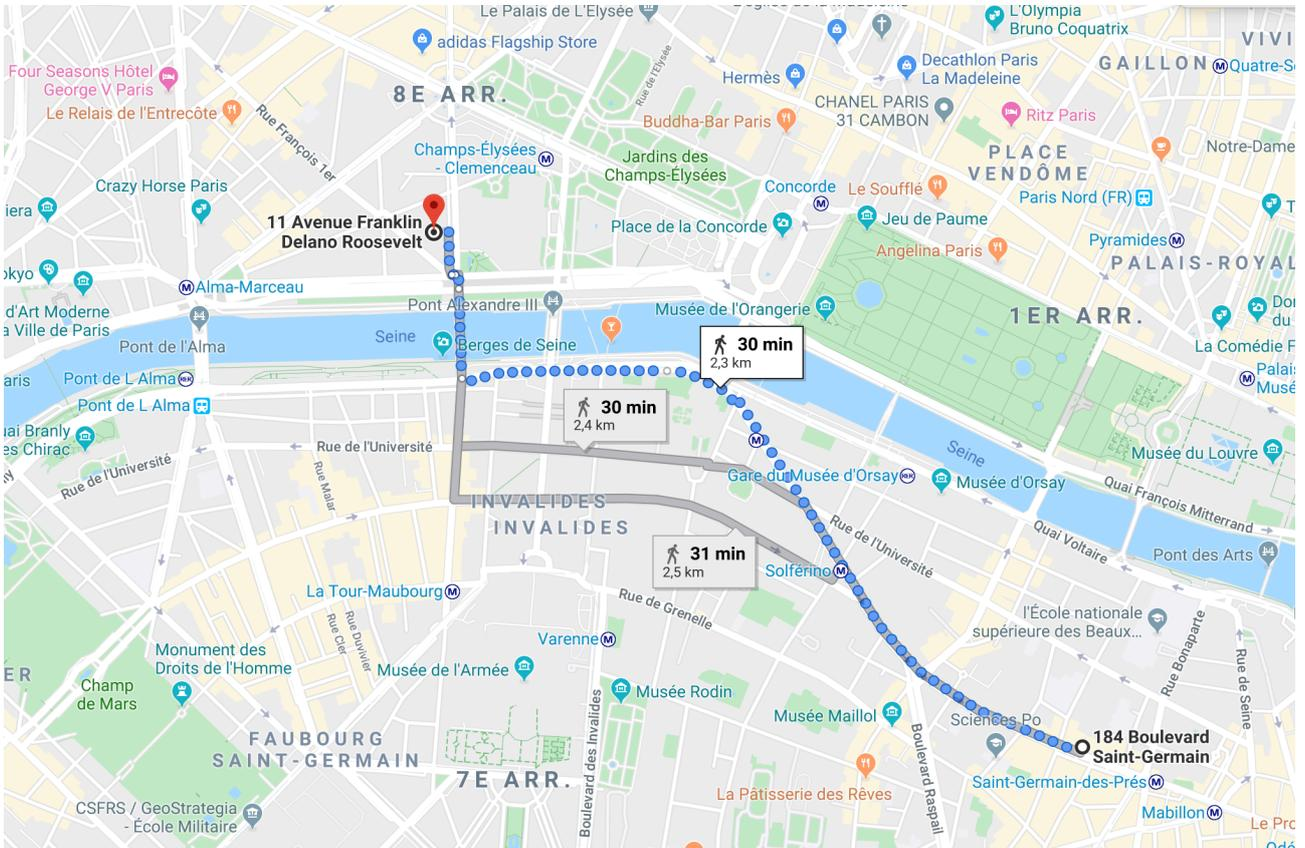 Le Palais de L'Elysée
L'Olympia
Bruno Coquatrix
adidas Flagship Store
Four Seasons Hôtel
George V Paris
Le Relais de l'Entrecôte
8E ARR.
Rue de l'Elysée
Hermès
Decathlon Paris
La Madeleine
GAILLON
CHANEL PARIS
31 CAMBON
Buddha-Bar Paris
Ritz Paris
Rue François 1er
Champs-Élysées
- Clemenceau
Jardins des
Champs-Élysées
PLACE
VENDÔME
Crazy Horse Paris
Concorde
Le Soufflé
Paris Nord (FR)
11 Avenue Franklin
Delano Roosevelt
Place de la Concorde
Jeu de Paume
Angelina Paris
Pyramides
PALAIS-ROYAL
Alma-Marceau
d'Art Moderne
a Ville de Paris
Pont Alexandre III
Musée de l'Orangerie
1ER ARR.
Pont de l'Alma
Seine
Berges de Seine
30 min
2,3 km
La Comédie F
Pont de L Alma
Pont de L Alma
30 min
2,4 km
uai Branly
es Chirac
Rue de l'Université
Rue de l'Université
Rue Malar
Gare du Musée d'Orsay
Musée d'Orsay
Seine
Musée du Louvre
Quai François Mitterrand
INVALIDES
INVALIDES
Rue de l'Université
Quai Voltaire
Pont des Arts
31 min
2,5 km
Solférino
La Tour-Maubourg
Rue de Grenelle
Rue Cler
Rue Duvivier
Varenne
l'École nationale
supérieure des Beaux...
Rue Bonaparte
Rue de Seine
Monument des
Droits de l'Homme
Champ
de Mars
Musée de l'Armée
Musée Rodin
Musée Maillol
Sciences Po
184 Boulevard
Saint-Germain
FAUBOURG
SAINT-GERMAIN
7E ARR.
Boulevard des Invalides
Boulevard Raspail
La Pâtisserie des Rêves
Saint-Germain-des-Prés
Mabillon
CSFRS / GeoStrategia
- École Militaire